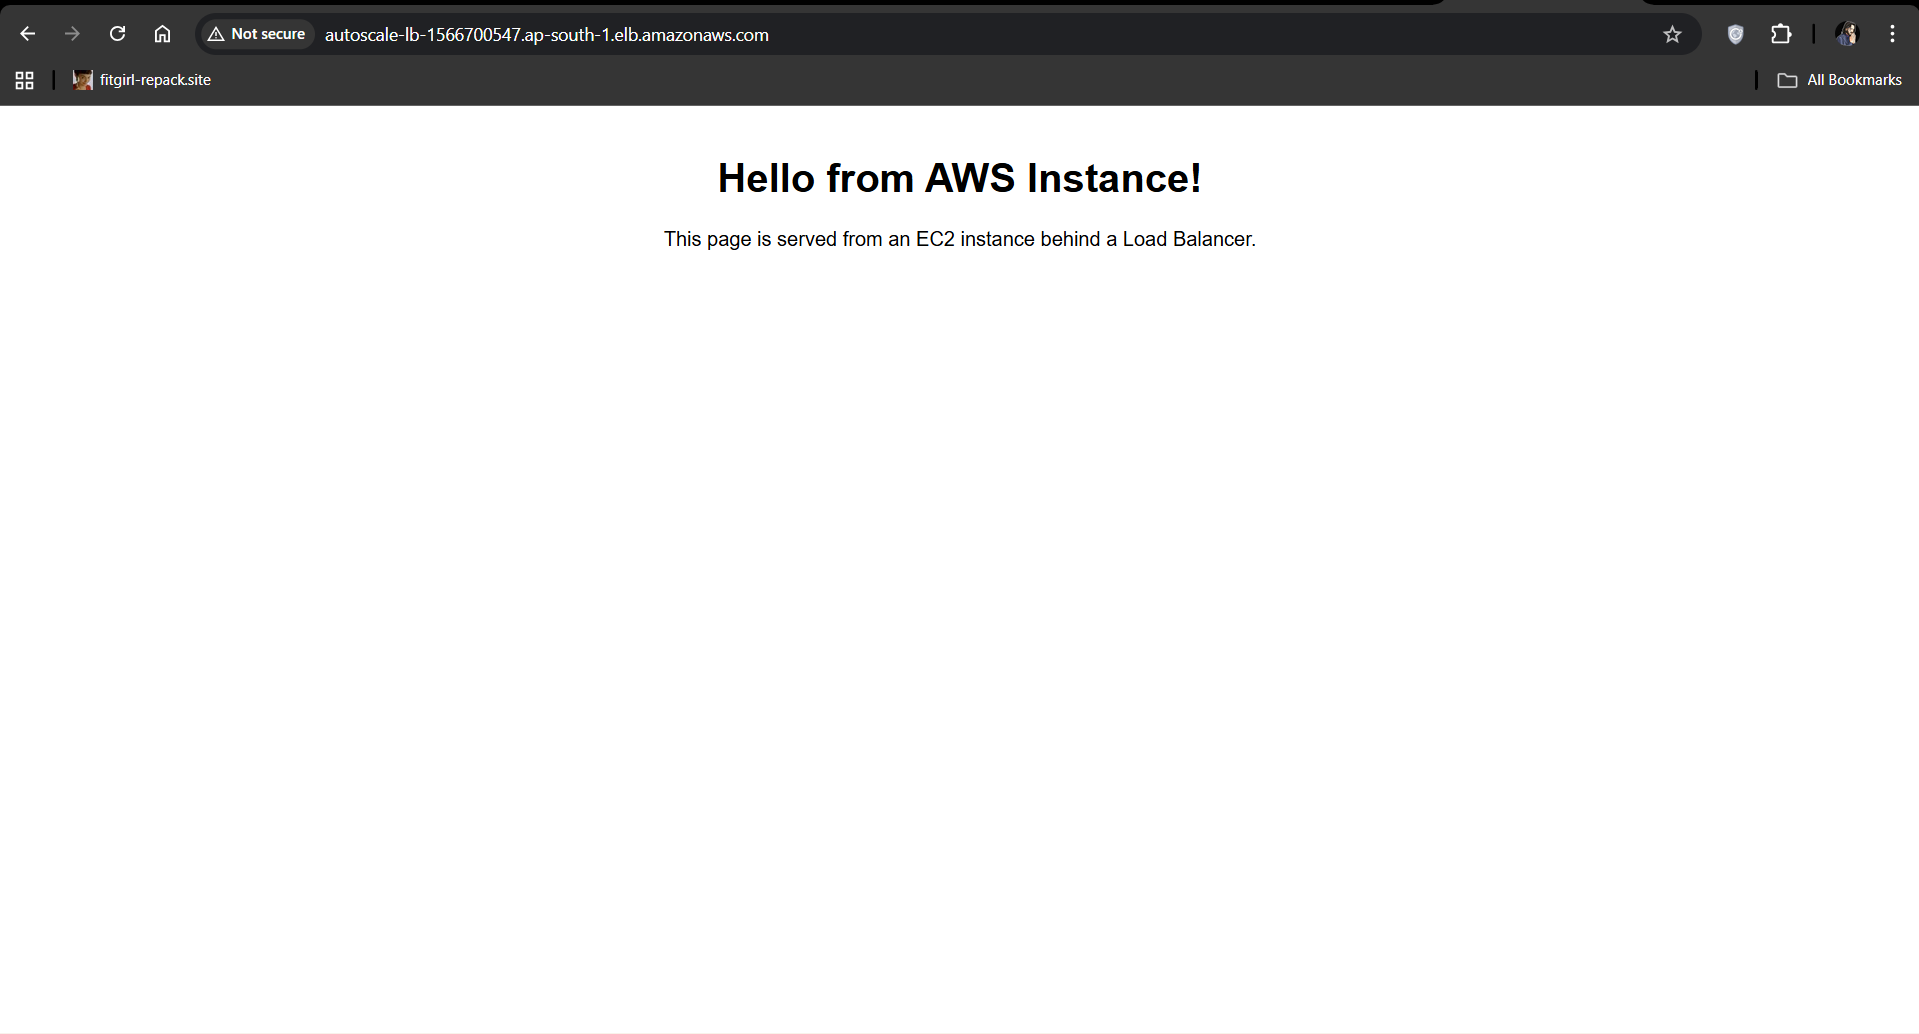 Not secure autoscale-lb-1566700547.ap-south-1.elb.amazonaws.com
fitgirl-repack.site All Bookmarks
Hello from AWS Instance!
This page is served from an EC2 instance behind a Load Balancer.